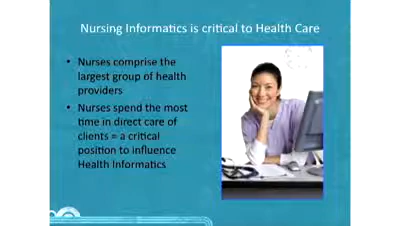 Nursing Informatics is critical to Health Care
• Nurses comprise the
largest group of health
providers
• Nurses spend the most
time in direct care of
clients = a critical
position to influence
Health Informatics